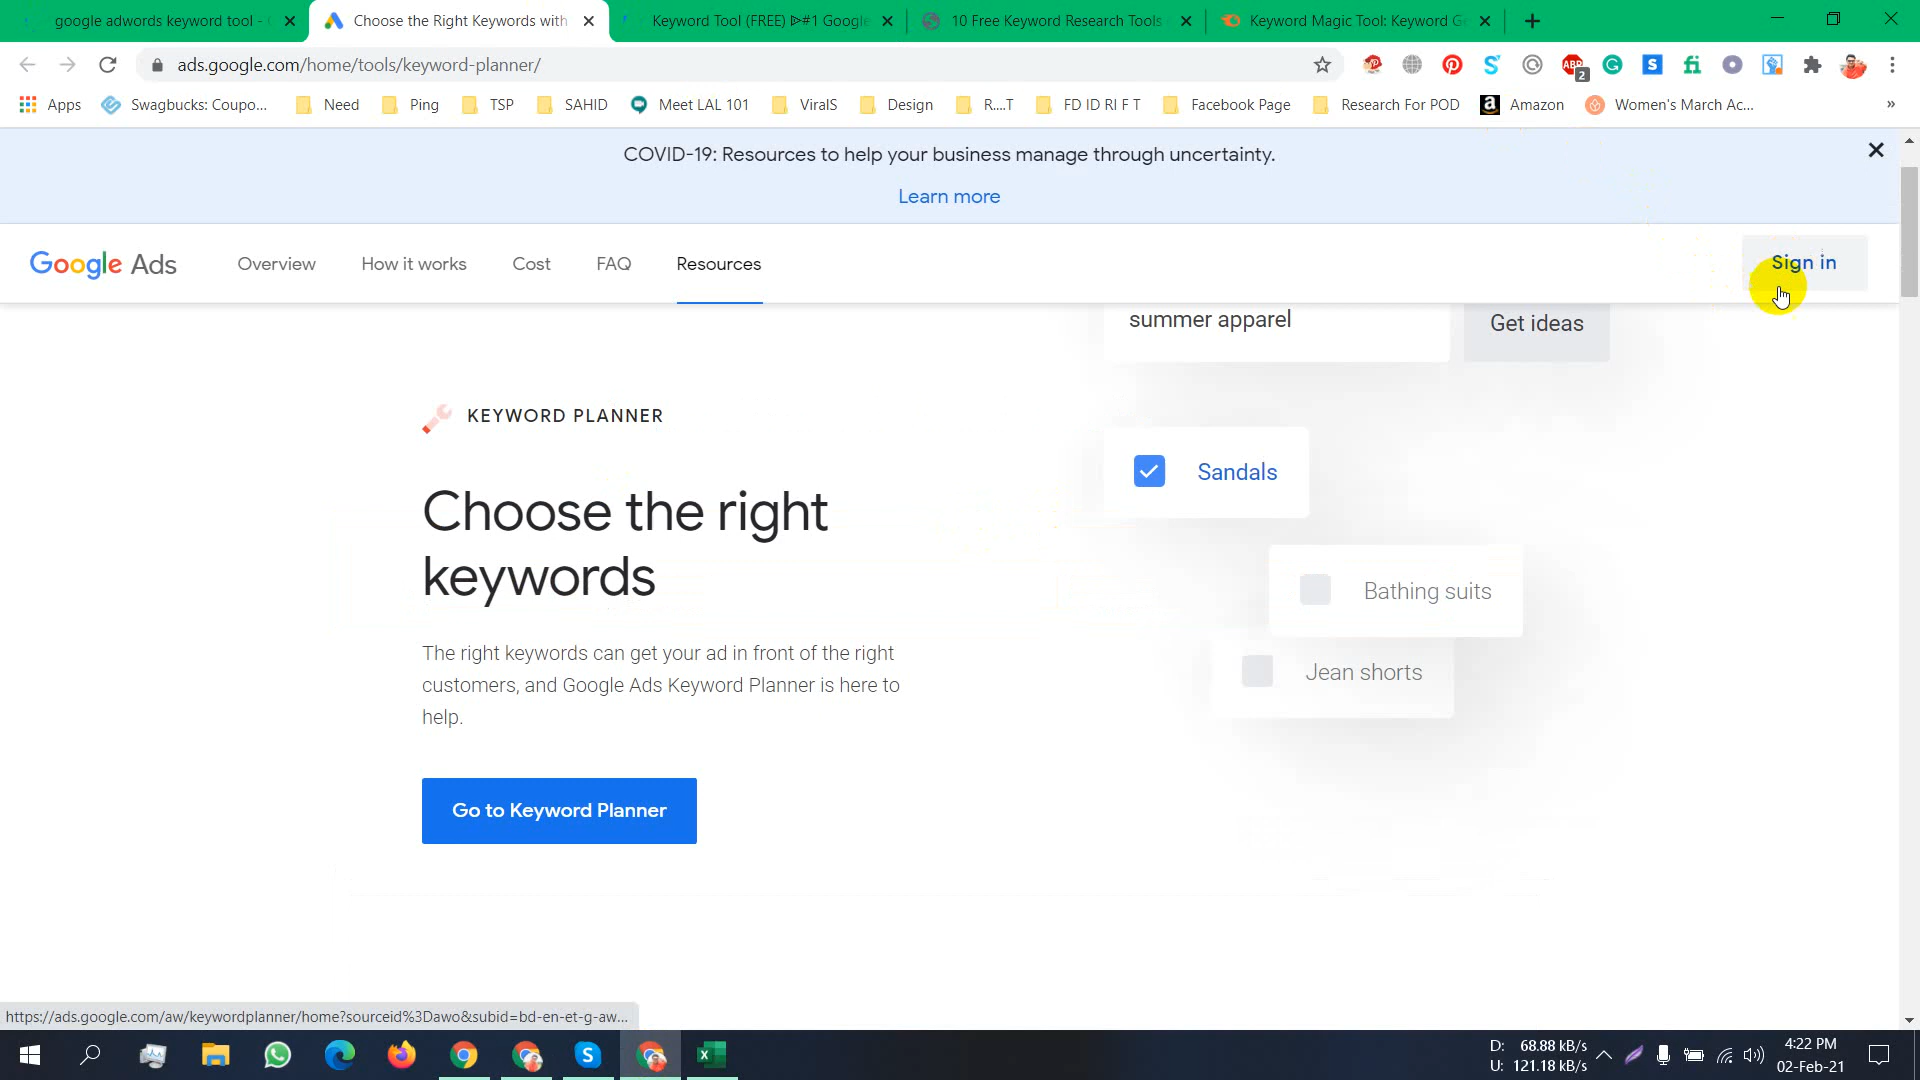 google adwords keyword tool -
Choose the Right Keywords with
Keyword Tool (FREE) ᐈ#1 Google
10 Free Keyword Research Tools
Keyword Magic Tool: Keyword Ge
ads.google.com/home/tools/keyword-planner/
ABP
2
Apps
Swagbucks: Coupo...
Need
Ping
TSP
SAHID
Meet LAL 101
ViralS
Design
R....T
FD ID RI F T
Facebook Page
Research For POD
Amazon
Women's March Ac...
»
COVID-19: Resources to help your business manage through uncertainty.
Learn more
Google Ads
Overview
How it works
Cost
FAQ
Resources
Sign in
summer apparel
Get ideas
KEYWORD PLANNER
Sandals
Choose the right
keywords
Bathing suits
The right keywords can get your ad in front of the right
Jean shorts
customers, and Google Ads Keyword Planner is here to
help.
Go to Keyword Planner
https://ads.google.com/aw/keywordplanner/home?sourceid%3Dawo&subid=bd-en-et-g-aw...
D: 68.88 kB/s
U: 121.18 kB/s
4:22 PM
02-Feb-21